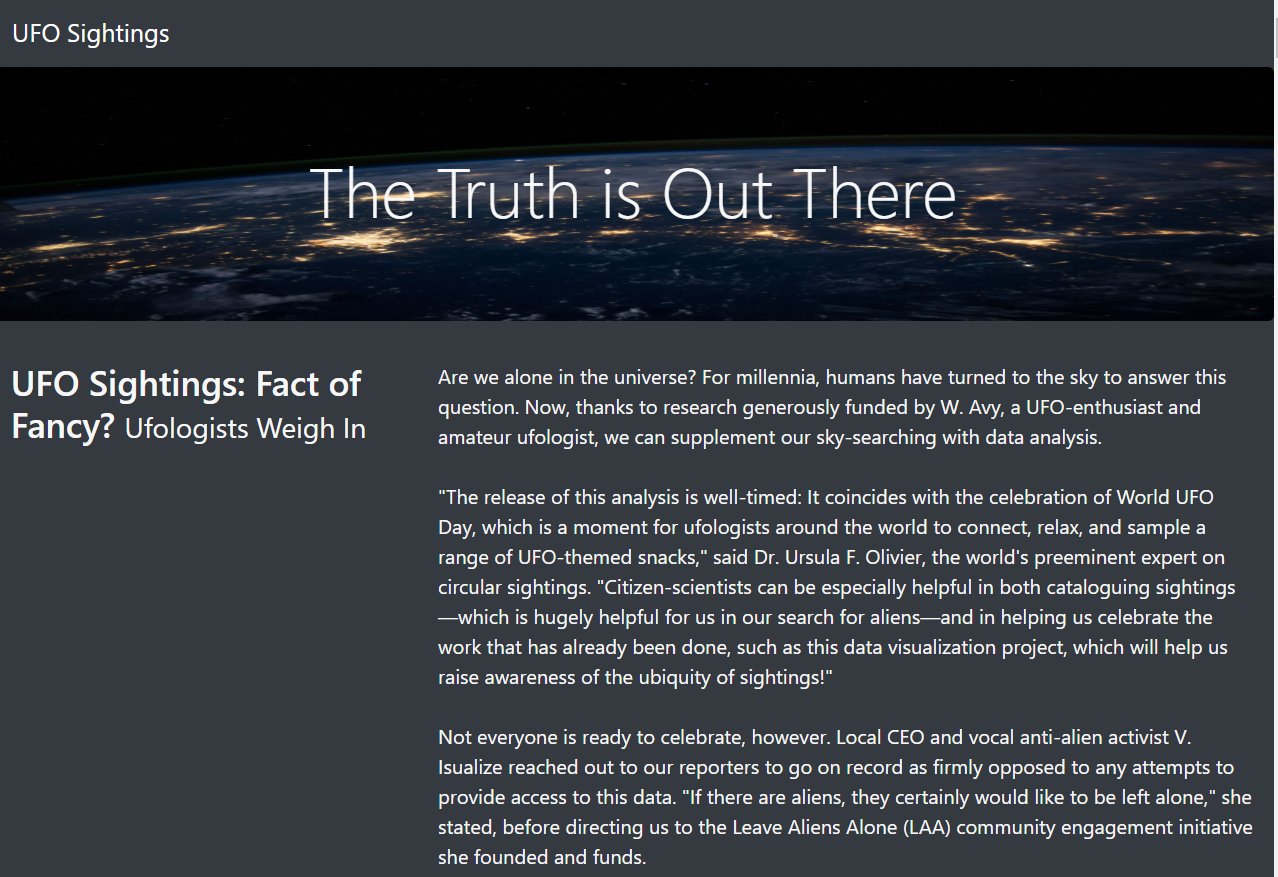 UFO Sightings
The Truth is Out There
UFO Sightings: Fact of
Fancy? Ufologists Weigh In
Are we alone in the universe? For millennia, humans have turned to the sky to answer this
question. Now, thanks to research generously funded by W. Avy, a UFO-enthusiast and
amateur ufologist, we can supplement our sky-searching with data analysis.
"The release of this analysis is well-timed: It coincides with the celebration of World UFO
Day, which is a moment for ufologists around the world to connect, relax, and sample a
range of UFO-themed snacks," said Dr. Ursula F. Olivier, the world's preeminent expert on
circular sightings. "Citizen-scientists can be especially helpful in both cataloguing sightings
—which is hugely helpful for us in our search for aliens—and in helping us celebrate the
work that has already been done, such as this data visualization project, which will help us
raise awareness of the ubiquity of sightings!"
Not everyone is ready to celebrate, however. Local CEO and vocal anti-alien activist V.
Isualize reached out to our reporters to go on record as firmly opposed to any attempts to
provide access to this data. "If there are aliens, they certainly would like to be left alone," she
stated, before directing us to the Leave Aliens Alone (LAA) community engagement initiative
she founded and funds.